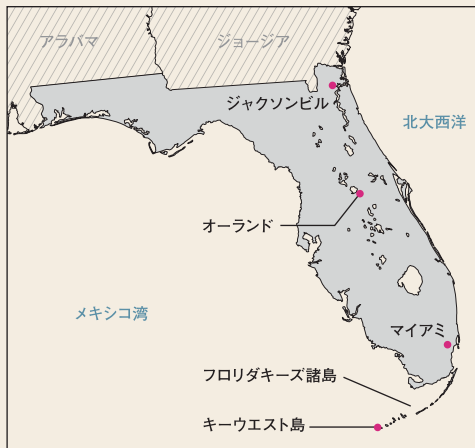 アラバマ
ジョージア
ジャクソンビル
北大西洋
オーランド
メキシコ湾
マイアミ
フロリダキーズ諸島
キーウエスト島